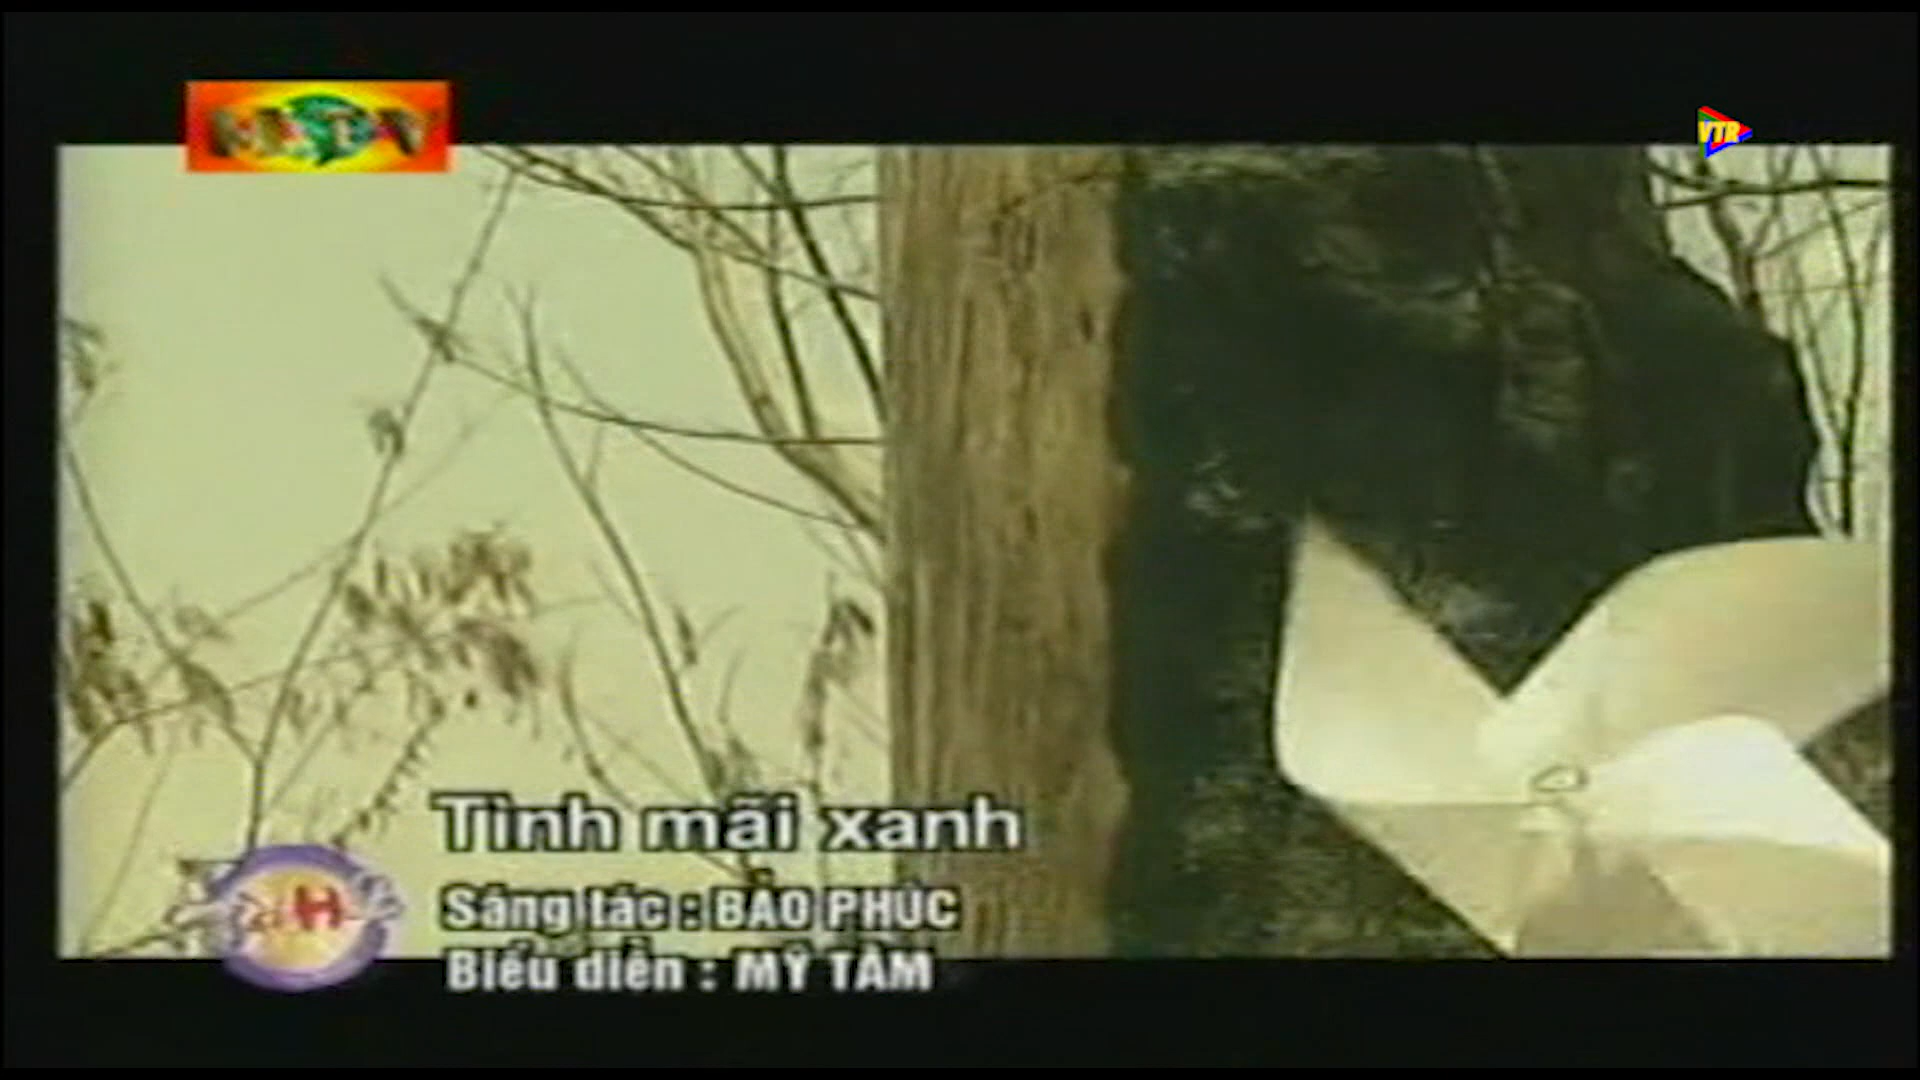 VTR
Tình mãi xanh
Sáng tác : BẢO PHÚC
Biểu diễn : MỸ TÂM